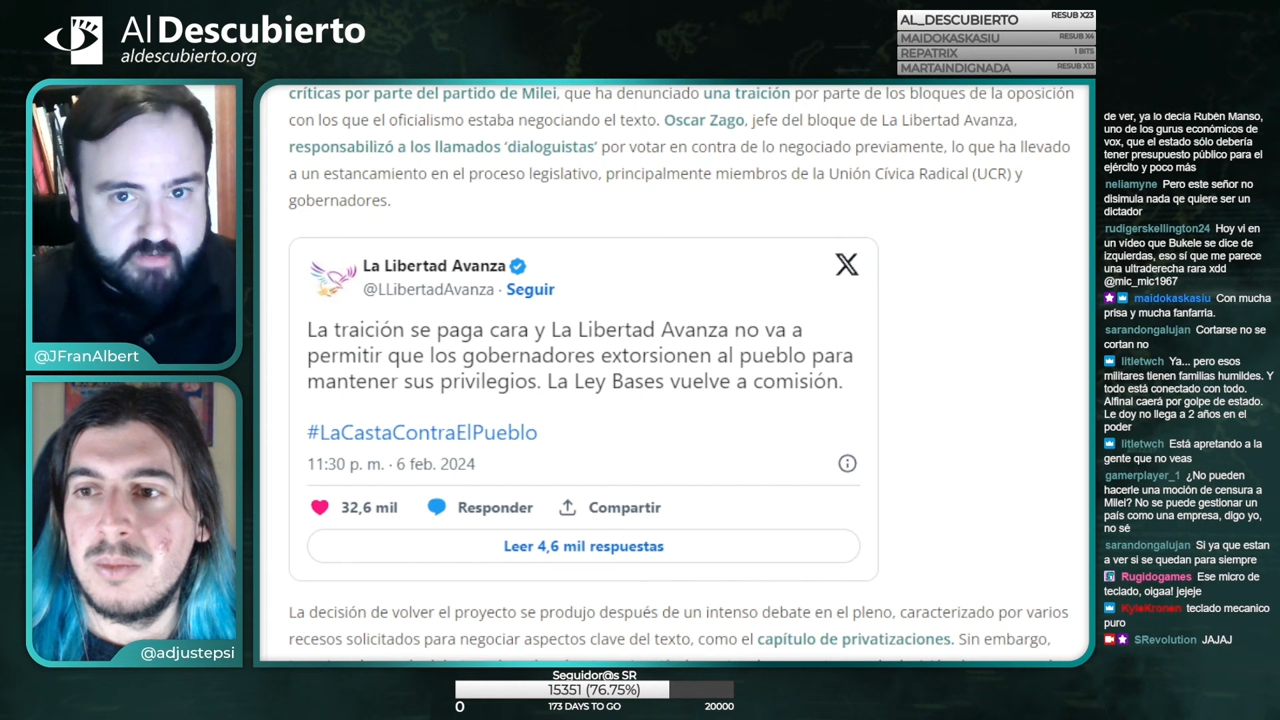 Al Descubierto
aldescubierto.org
AL_DESCUBIERTO RESUB X23
MAIDOKASKASIU RESUB X4
REPATRIX 1 BITS
MARTAINDIGNADA RESUB X13
@JFranAlbert
@adjustepsi
críticas por parte del partido de Milei, que ha denunciado una traición por parte de los bloques de la oposición
con los que el oficialismo estaba negociando el texto. Oscar Zago, jefe del bloque de La Libertad Avanza,
responsabilizó a los llamados ‘dialoguistas‘ por votar en contra de lo negociado previamente, lo que ha llevado
a un estancamiento en el proceso legislativo, principalmente miembros de la Unión Cívica Radical (UCR) y
gobernadores.
La Libertad Avanza
@LLibertadAvanza · Seguir
La traición se paga cara y La Libertad Avanza no va a
permitir que los gobernadores extorsionen al pueblo para
mantener sus privilegios. La Ley Bases vuelve a comisión.
#LaCastaContraElPueblo
11:30 p. m. · 6 feb. 2024
32,6 mil Responder Compartir
Leer 4,6 mil respuestas
La decisión de volver el proyecto se produjo después de un intenso debate en el pleno, caracterizado por varios
recesos solicitados para negociar aspectos clave del texto, como el capítulo de privatizaciones. Sin embargo,
de ver, ya lo decía Rubén Manso,
uno de los gurus económicos de
vox, que el estado sólo debería
tener presupuesto público para el
ejército y poco más
neliamyne Pero este señor no
disimula nada qe quiere ser un
dictador
rudigerskellington24 Hoy vi en
un vídeo que Bukele se dice de
izquierdas, eso sí que me parece
una ultraderecha rara xdd
@mic_mic1967
maidokaskasiu Con mucha
prisa y mucha fanfarria.
sarandongalujan Cortarse no se
cortan no
litletwch Ya... pero esos
militares tienen familias humildes. Y
todo está conectado con todo.
Alfinal caerá por golpe de estado.
Le doy no llega a 2 años en el
poder
litletwch Está apretando a la
gente que no veas
gamerplayer_1 ¿No pueden
hacerle una moción de censura a
Milei? No se puede gestionar un
país como una empresa, digo yo,
no sé
sarandongalujan Si ya que estan
a ver si se quedan para siempre
Rugidogames Ese micro de
teclado, olgaa! jejeje
KyleKronen teclado mecanico
puro
SRevolution JAJAJ
Seguidor@s SR
15351 (76.75%)
0 173 DAYS TO GO 20000